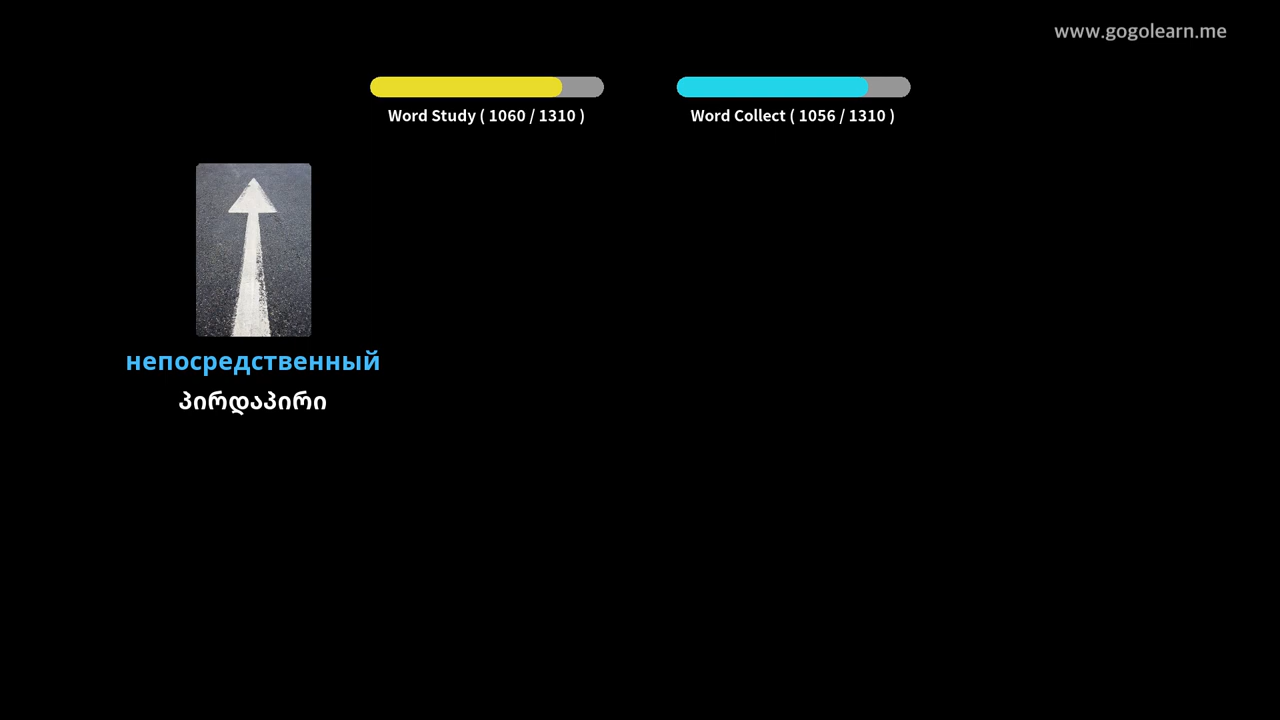 www.gogolearn.me
Word Study ( 1060 / 1310 )
Word Collect ( 1056 / 1310 )
непосредственный
პირდაპირი